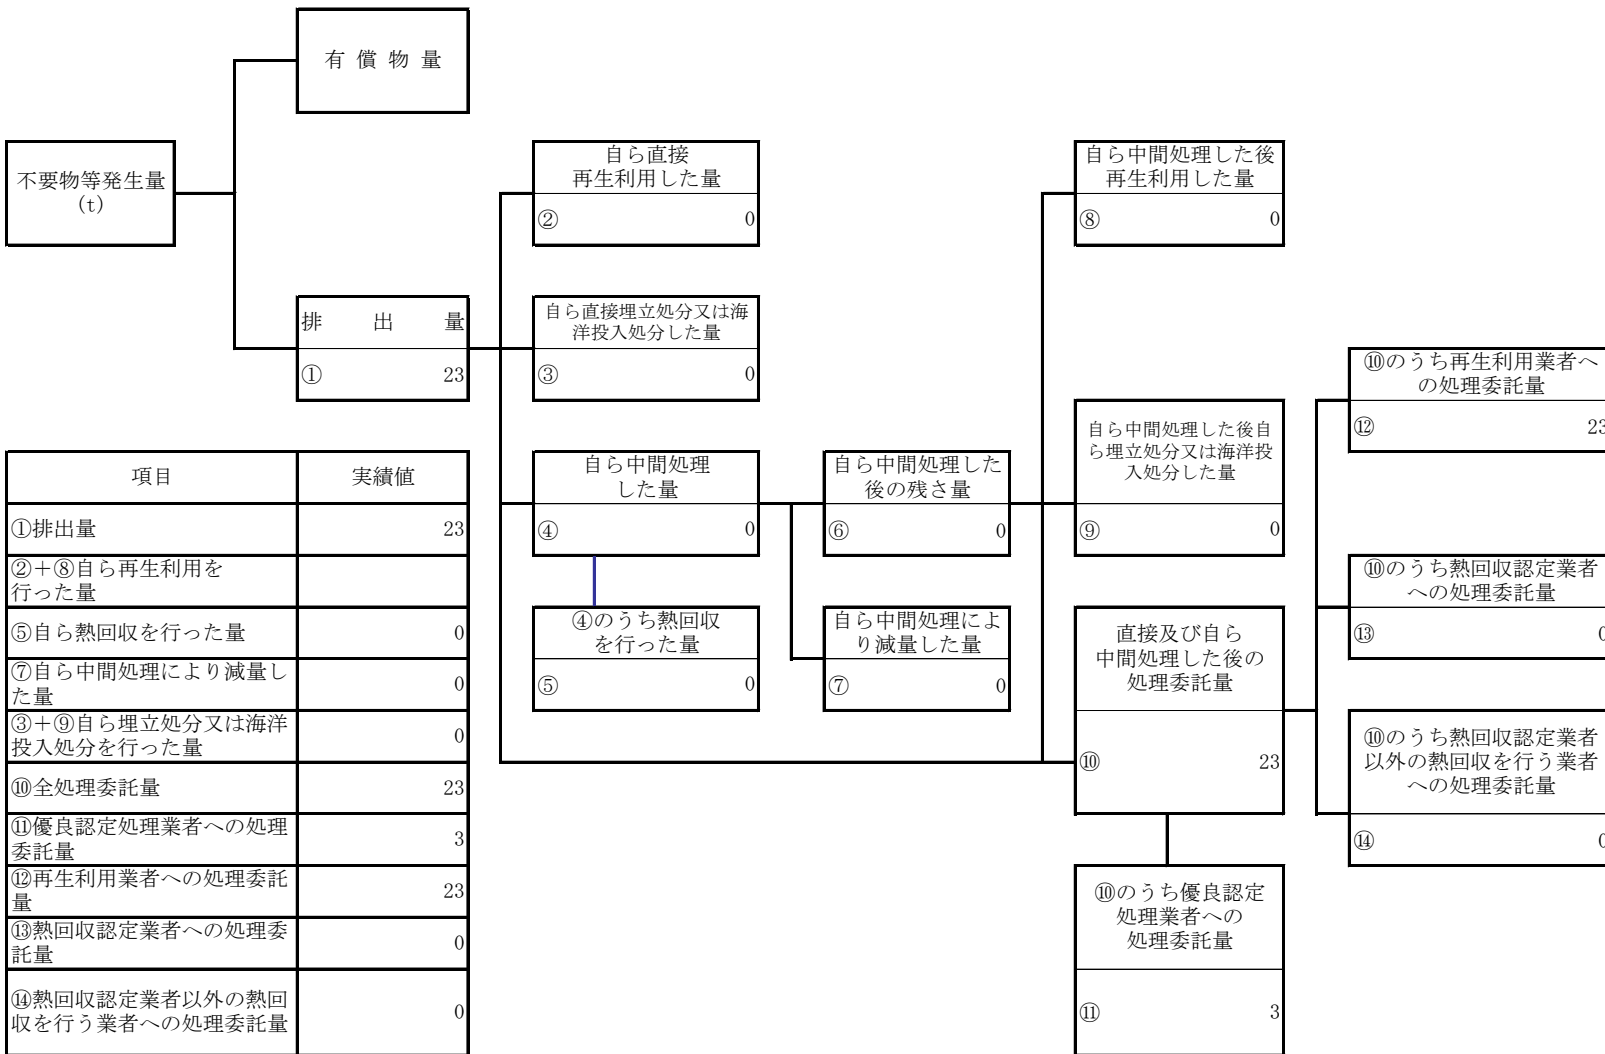 有償物量
不要物等発生量
(t)
自ら直接
再生利用した量
② 0
自ら中間処理した後
再生利用した量
⑧ 0
排出量
① 23
自ら直接埋立処分又は海
洋投入処分した量
③ 0
⑩のうち再生利用業者へ
の処理委託量
⑫ 23
自ら中間処理した後自
ら埋立処分又は海洋投
入処分した量
⑨ 0
自ら中間処理
した量
④ 0
自ら中間処理した
後の残さ量
⑥ 0
⑩のうち熱回収認定業者
への処理委託量
⑬ 0
④のうち熱回収
を行った量
⑤ 0
自ら中間処理によ
り減量した量
⑦ 0
直接及び自ら
中間処理した後の
処理委託量
⑩ 23
⑩のうち熱回収認定業者
以外の熱回収を行う業者
への処理委託量
⑭ 0
⑩のうち優良認定
処理業者への
処理委託量
⑪ 3
項目 実績値
①排出量 23
②＋⑧自ら再生利用を
行った量
⑤自ら熱回収を行った量 0
⑦自ら中間処理により減量し
た量 0
③＋⑨自ら埋立処分又は海洋
投入処分を行った量 0
⑩全処理委託量 23
⑪優良認定処理業者への処理
委託量 3
⑫再生利用業者への処理委託
量 23
⑬熱回収認定業者への処理委
託量 0
⑭熱回収認定業者以外の熱回
収を行う業者への処理委託量 0